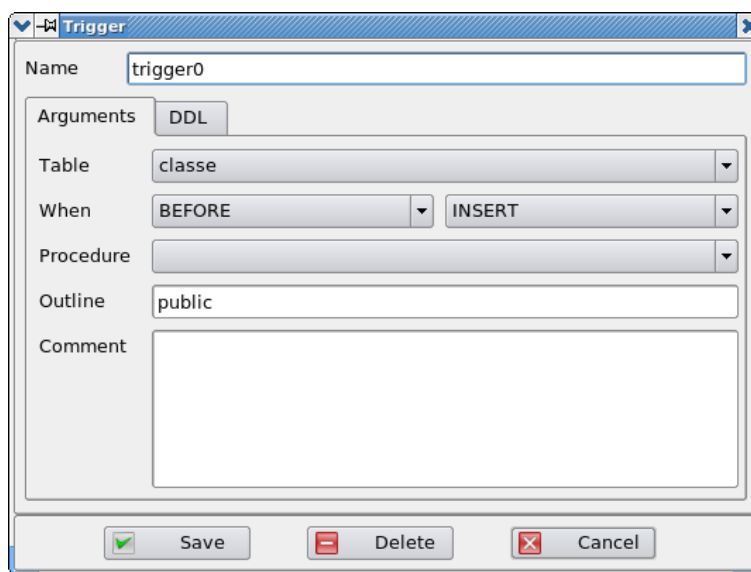 Trigger
Name trigger0
Arguments DDL
Table classe
When BEFORE INSERT
Procedure
Outline public
Comment
Save Delete Cancel